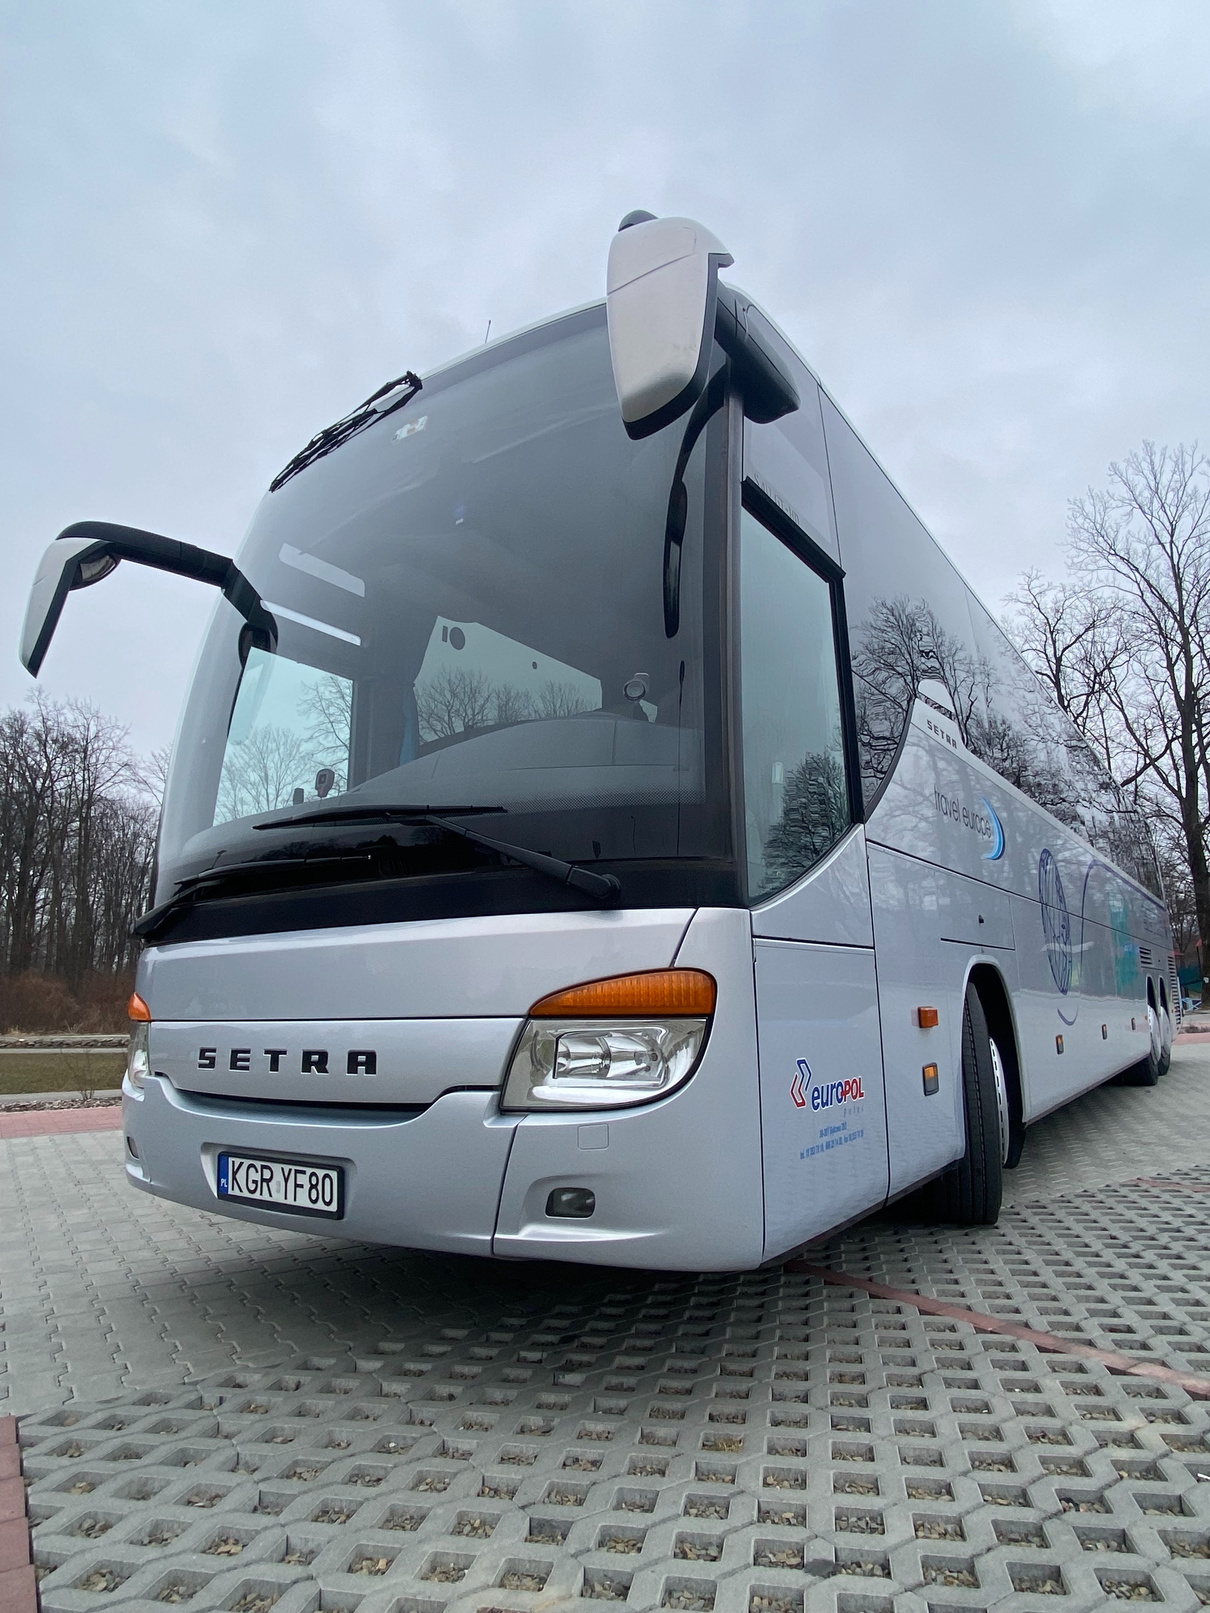 SETRA
travel europe
SETRA
euroPOL
PL KGR YF80